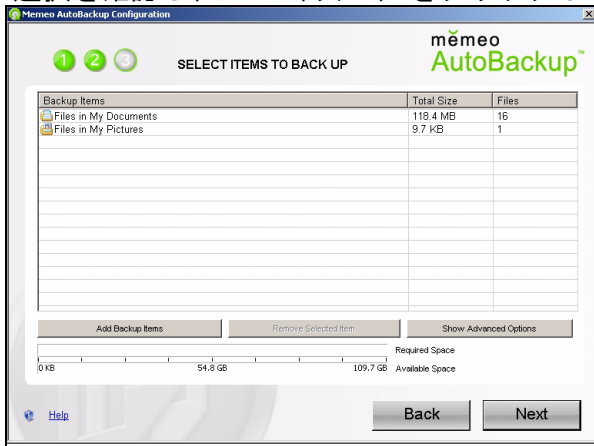 Memeo AutoBackup Configuration
mĕmeo
AutoBackup™
1 2 3
SELECT ITEMS TO BACK UP
Backup Items Total Size Files
Files in My Documents 118.4 MB 16
Files in My Pictures 9.7 KB 1
Add Backup Items Remove Selected Item Show Advanced Options
Required Space
0 KB 54.8 GB 109.7 GB Available Space
Help Back Next